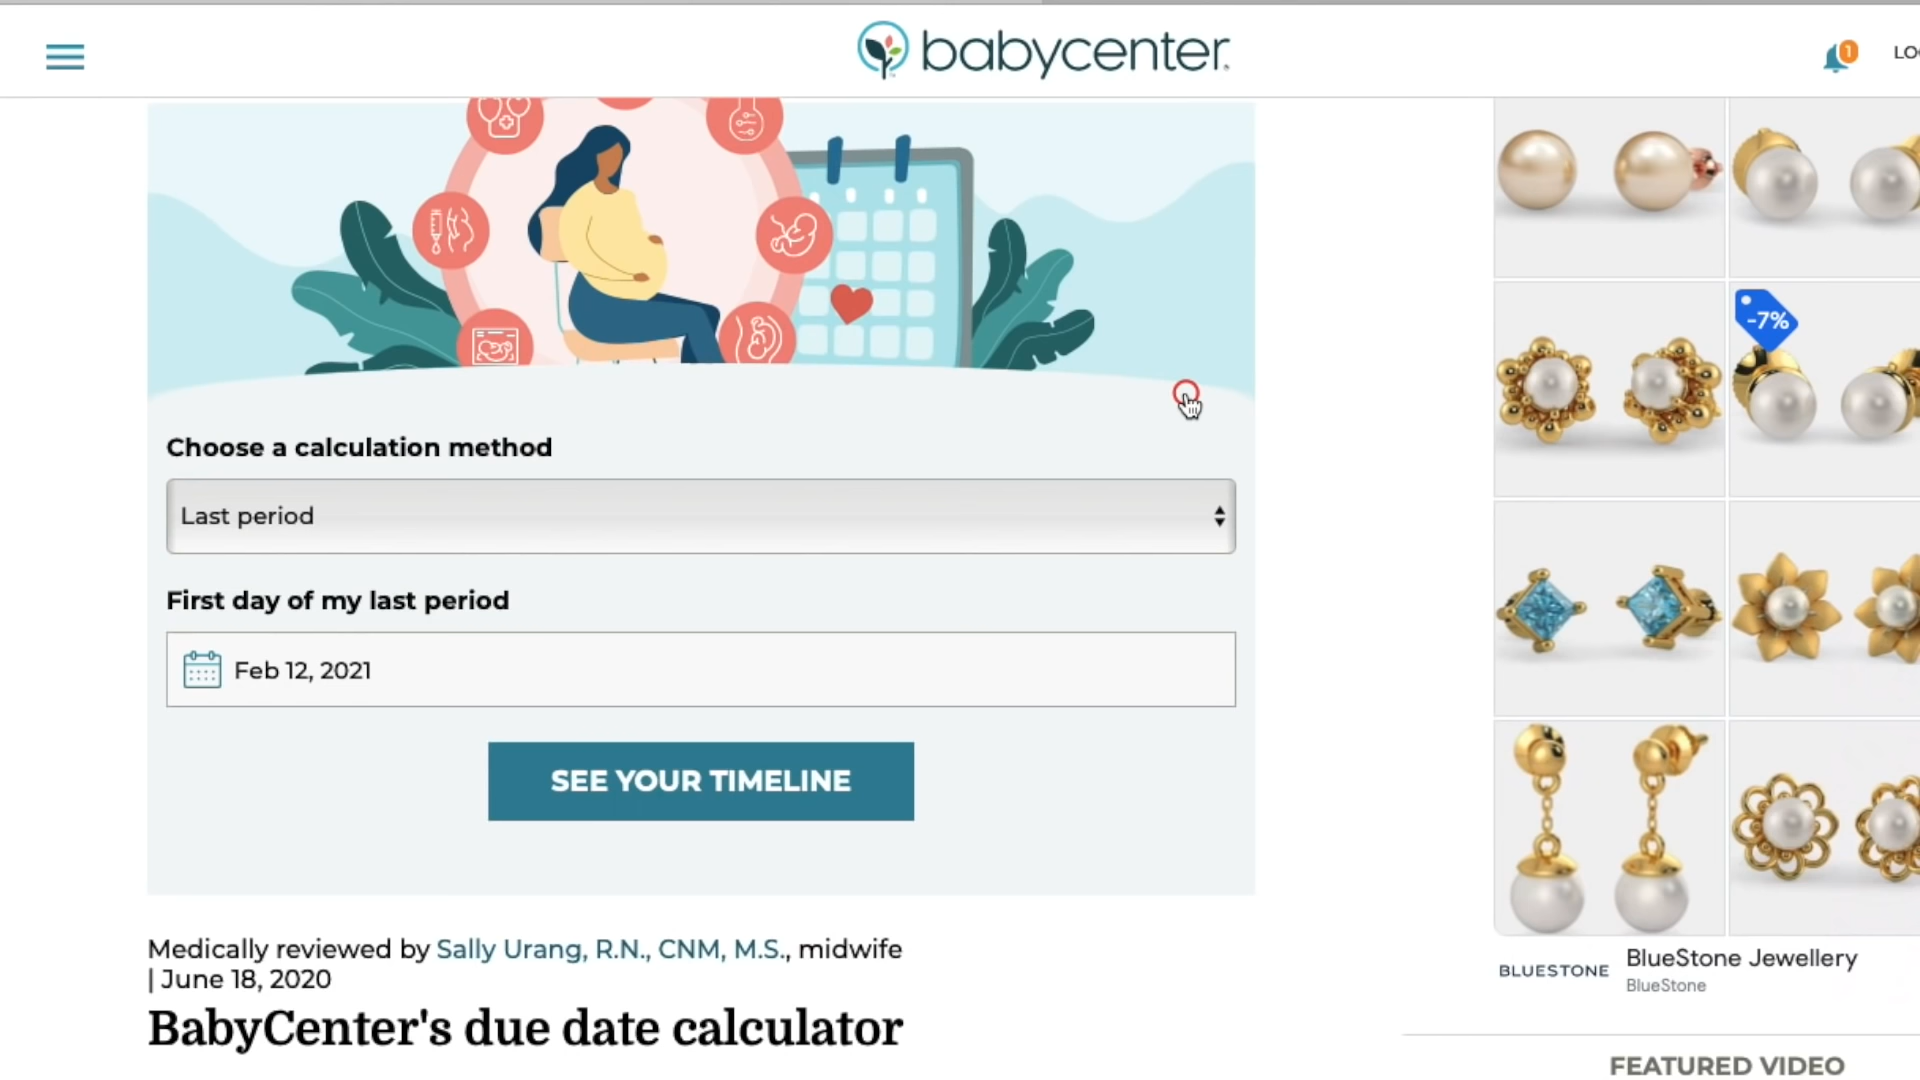 babycenter
1
-7%
Choose a calculation method
Last period
First day of my last period
Feb 12, 2021
SEE YOUR TIMELINE
Medically reviewed by Sally Urang, R.N., CNM, M.S., midwife
| June 18, 2020
BabyCenter's due date calculator
BLUESTONE
BlueStone Jewellery
BlueStone
FEATURED VIDEO